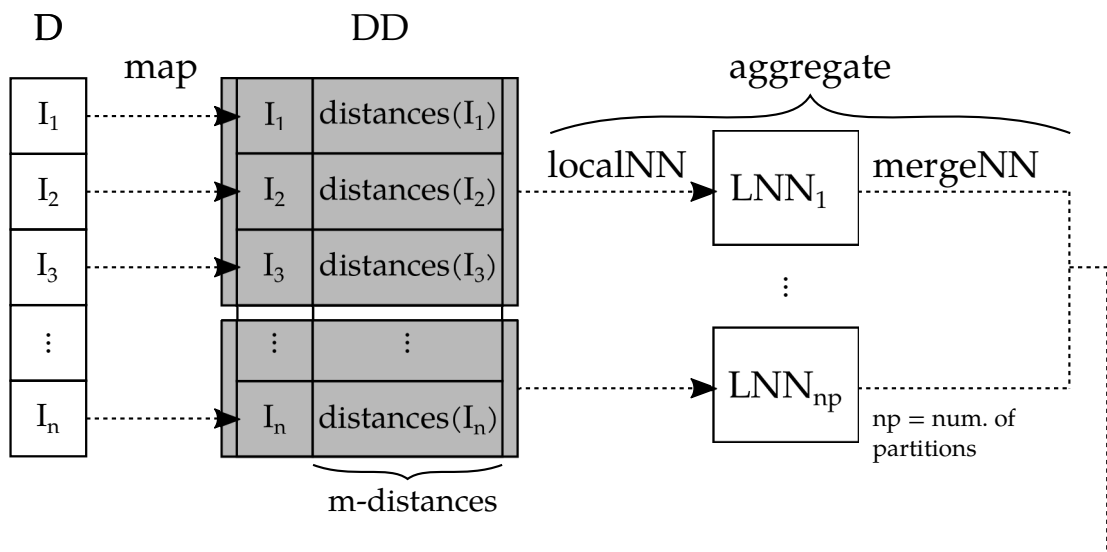 D
DD
map
aggregate
I₁
I₁
distances(I₁)
localNN
LNN₁
mergeNN
I₂
I₂
distances(I₂)
I₃
I₃
distances(I₃)
⋮
⋮
⋮
⋮
Iₙ
Iₙ
distances(Iₙ)
LNNₙₚ
np = num. of
partitions
m-distances